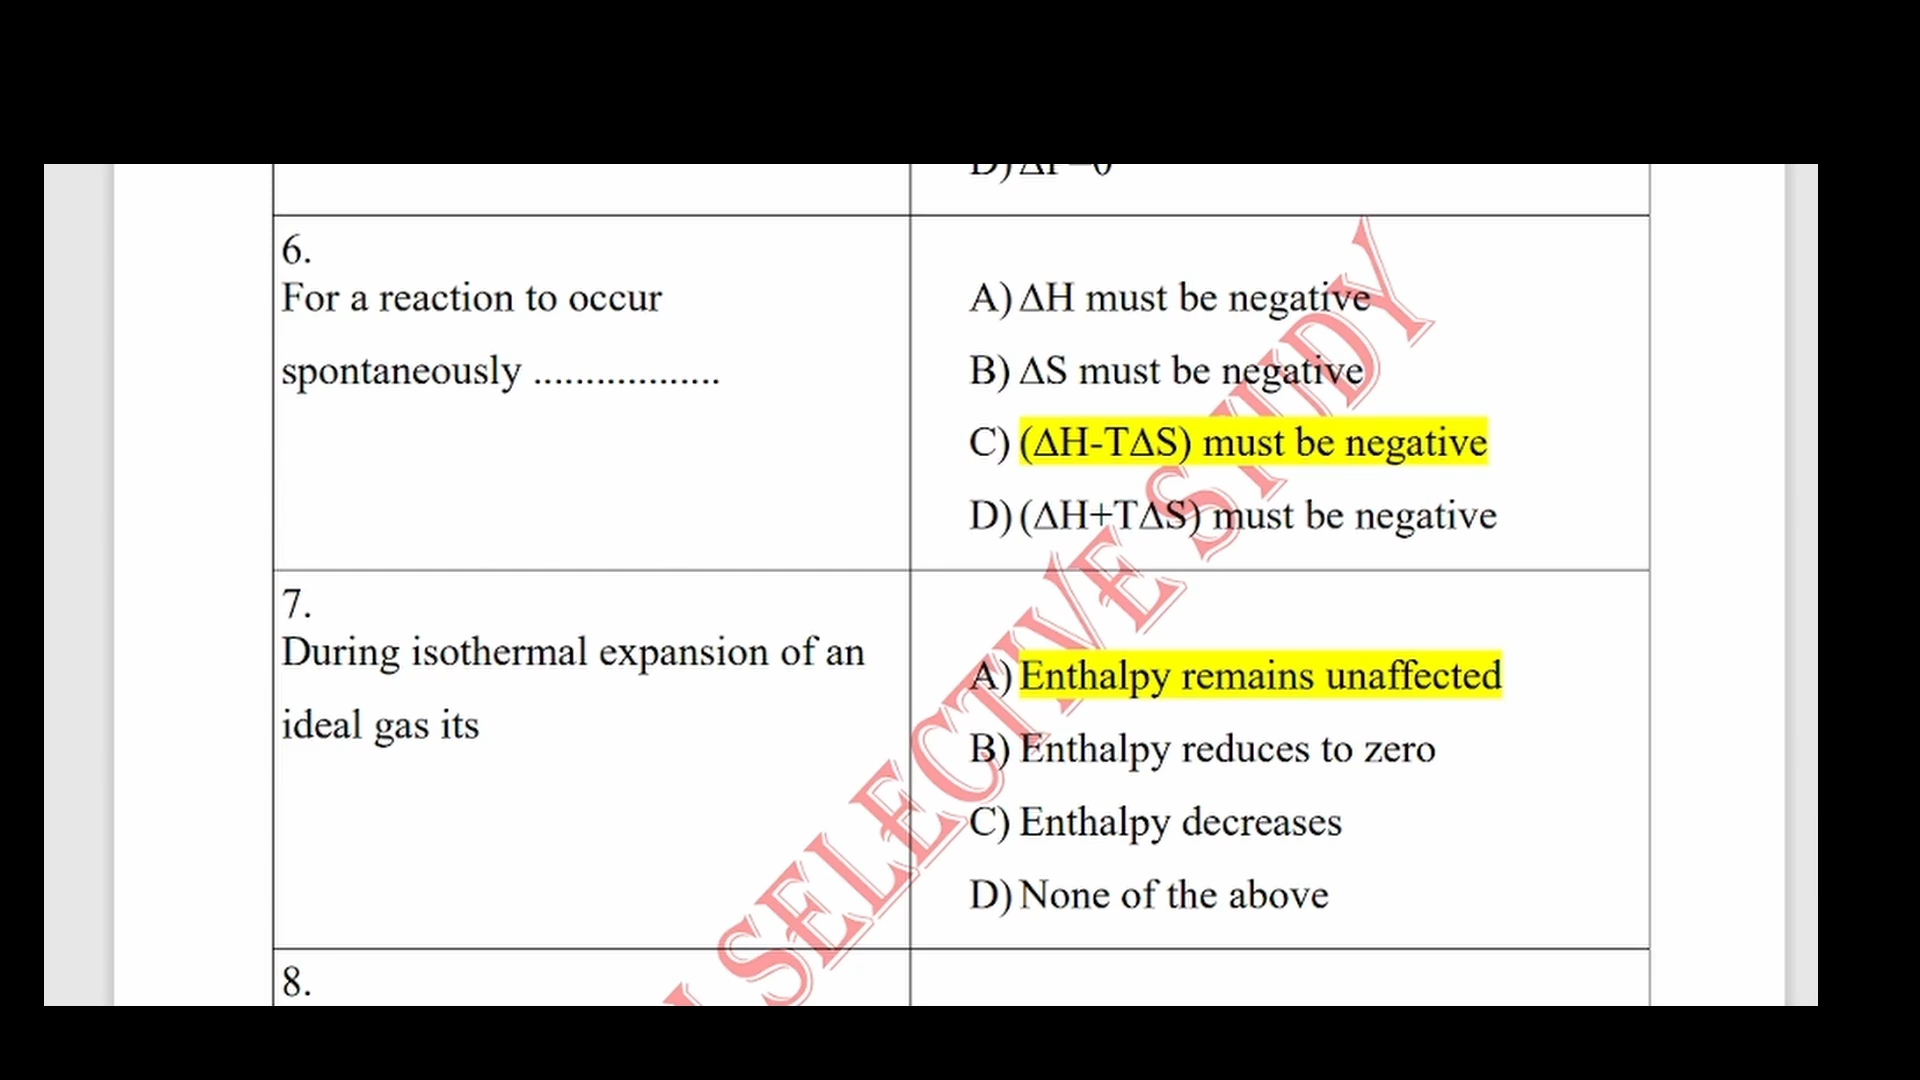 6.
For a reaction to occur
spontaneously ..................
A) ΔH must be negative
B) ΔS must be negative
C) (ΔH-TΔS) must be negative
D) (ΔH+TΔS) must be negative
7.
During isothermal expansion of an
ideal gas its
A) Enthalpy remains unaffected
B) Enthalpy reduces to zero
C) Enthalpy decreases
D) None of the above
8.
SELECTIVE STUDY